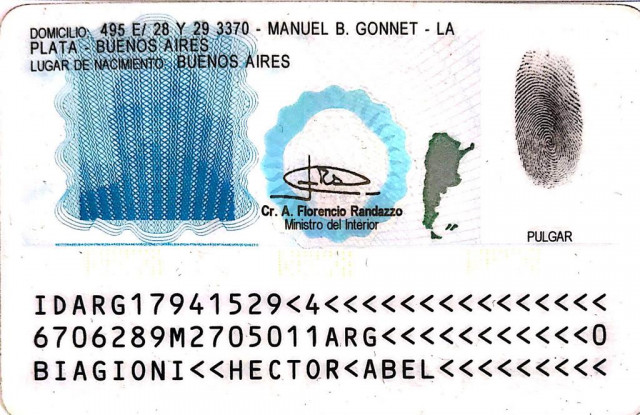 DOMICILIO: 495 E/ 28 Y 29 3370 - MANUEL B. GONNET - LA
PLATA - BUENOS AIRES
LUGAR DE NACIMIENTO: BUENOS AIRES
Cr. A. Florencio Randazzo
Ministro del Interior
PULGAR
IDARG17941529<4<<<<<<<<<<<<<<<
6706289M2705011ARG<<<<<<<<<<<0
BIAGIONI<<HECTOR<ABEL<<<<<<<<<